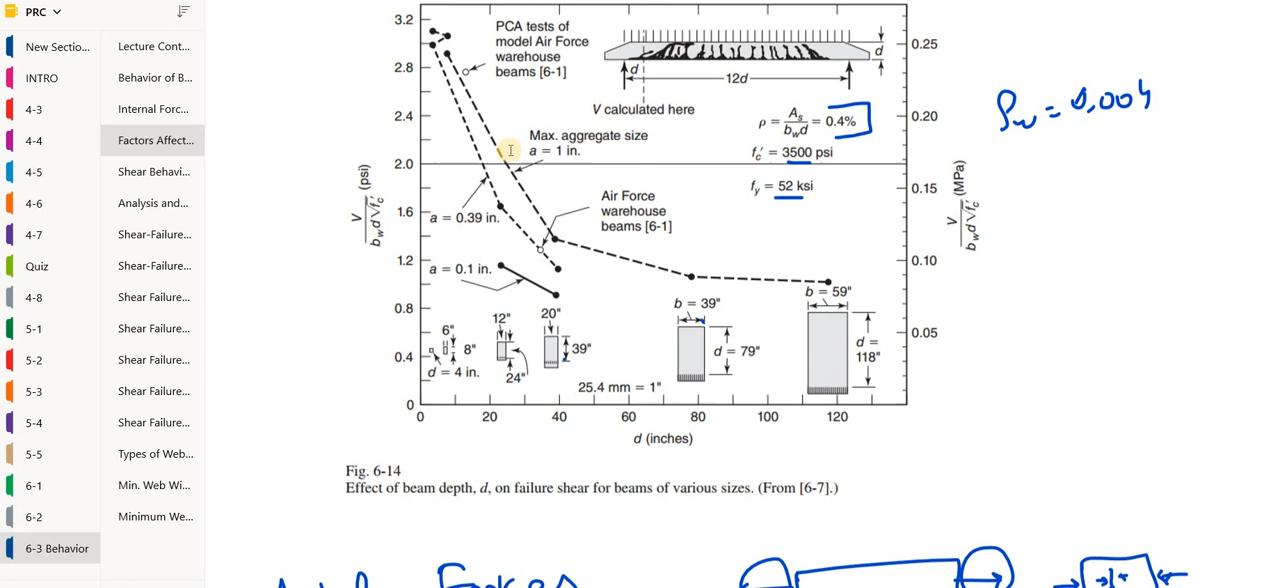 PRC
New Sectio...
INTRO
4-3
4-4
4-5
4-6
4-7
Quiz
4-8
5-1
5-2
5-3
5-4
5-5
6-1
6-2
6-3 Behavior
Lecture Cont...
Behavior of B...
Internal Forc...
Factors Affect...
Shear Behavi...
Analysis and...
Shear-Failure...
Shear-Failure...
Shear Failure...
Shear Failure...
Shear Failure...
Shear Failure...
Shear Failure...
Types of Web...
Min. Web Wi...
Minimum We...
3.2
2.8
2.4
2.0
1.6
1.2
0.8
0.4
0
V / b_w d √f'_c (psi)
PCA tests of
model Air Force
warehouse
beams [6-1]
d
d
12d
V calculated here
ρ = A_s / b_w d = 0.4%
f'_c = 3500 psi
f_y = 52 ksi
Max. aggregate size
a = 1 in.
Air Force
warehouse
beams [6-1]
a = 0.39 in.
a = 0.1 in.
6"
8"
d = 4 in.
12"
24"
20"
39"
b = 39"
d = 79"
b = 59"
d =
118"
25.4 mm = 1"
0.25
0.20
0.15
0.10
0.05
V / b_w d √f'_c (MPa)
0 20 40 60 80 100 120
d (inches)
ρw = 0,004
Fig. 6-14
Effect of beam depth, d, on failure shear for beams of various sizes. (From [6-7].)
Forces